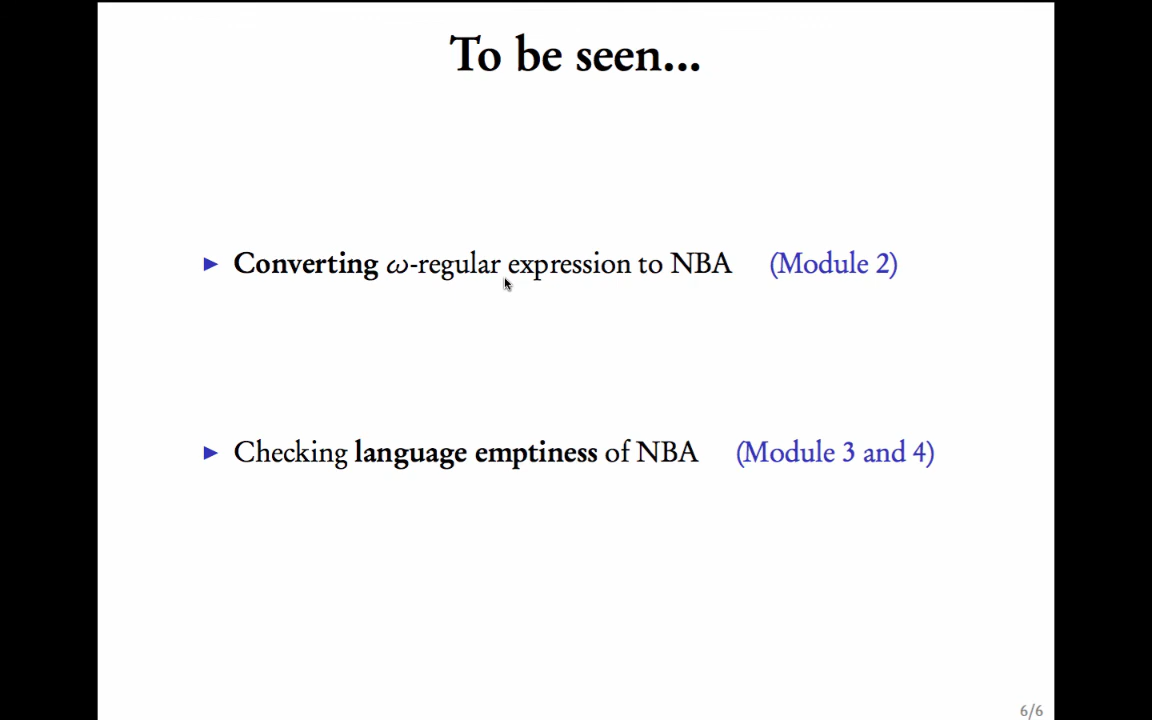 To be seen...
▶ Converting ω-regular expression to NBA (Module 2)
▶ Checking language emptiness of NBA (Module 3 and 4)
6/6